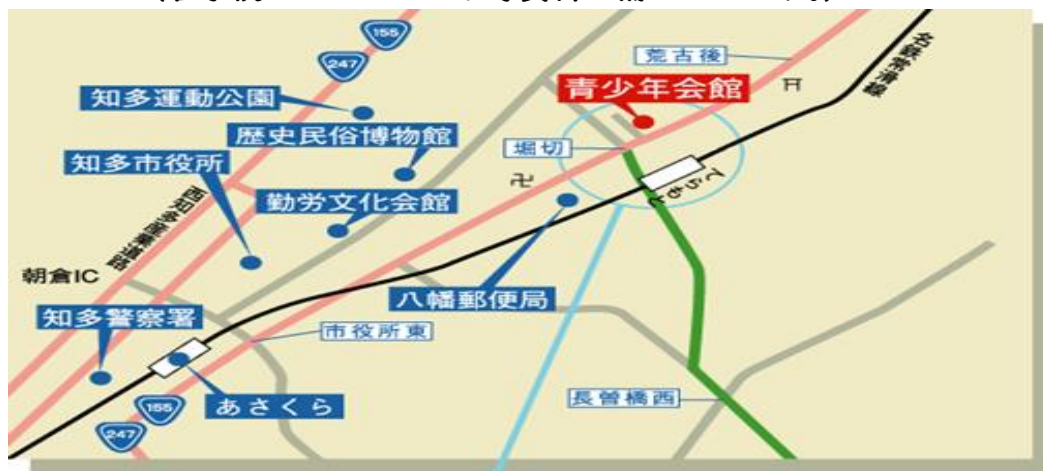 155
247
荒古後
名鉄常滑線
知多運動公園
青少年会館
歴史民俗博物館
堀切
知多市役所
てらもと
勤労文化会館
西知多産業道路
朝倉IC
八幡郵便局
知多警察署
市役所東
長曽橋西
155
あさくら
247